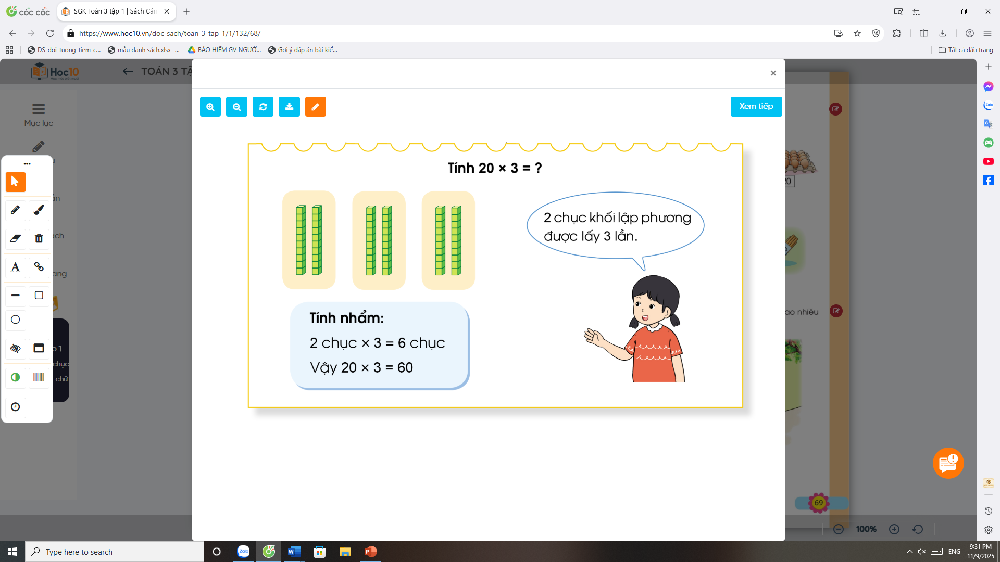 cốc cốc
SGK Toán 3 tập 1 | Sách Cán
https://www.hoc10.vn/doc-sach/toan-3-tap-1/1/132/68/
DS_doi_tuong_tiem_c...
mẫu danh sách.xlsx -...
BẢO HIỂM GV NGƯỜ...
Gợi ý đáp án bài kiể...
Tất cả dấu trang
Hoc10
TOÁN 3 TẬ
Xem tiếp
Mục lục
Tính 20 × 3 = ?
2 chục khối lập phương
được lấy 3 lần.
Tính nhẩm:
2 chục × 3 = 6 chục
Vậy 20 × 3 = 60
20
ách
ang
1
chục
chữ
ao nhiêu
69
100%
Type here to search
Zalo
ENG
9:31 PM
11/9/2025